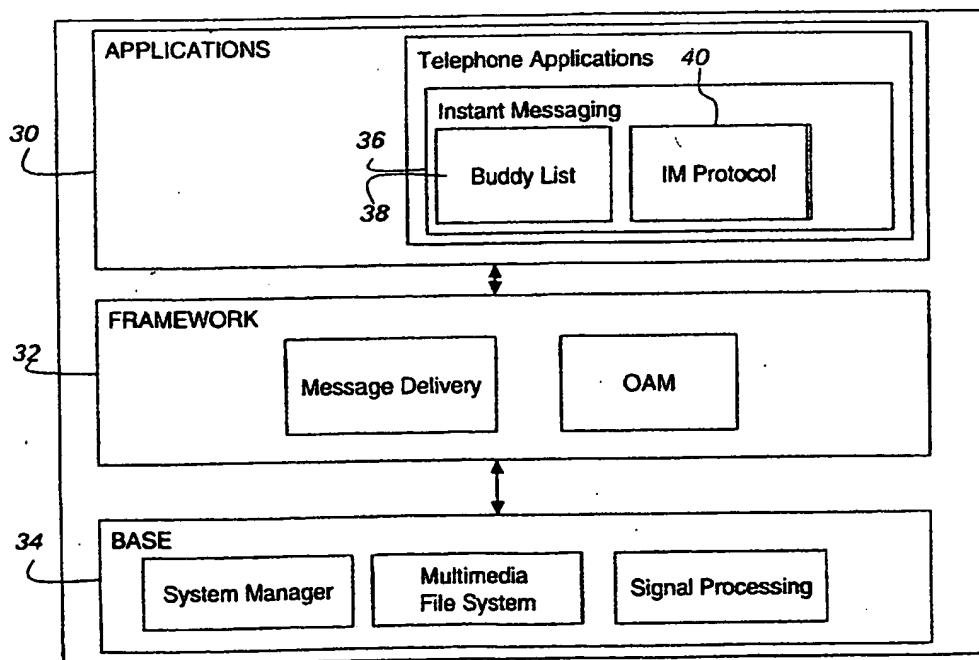 APPLICATIONS
Telephone Applications
40
Instant Messaging
30
36
38
Buddy List
IM Protocol
FRAMEWORK
32
Message Delivery
OAM
34
BASE
System Manager
Multimedia
File System
Signal Processing